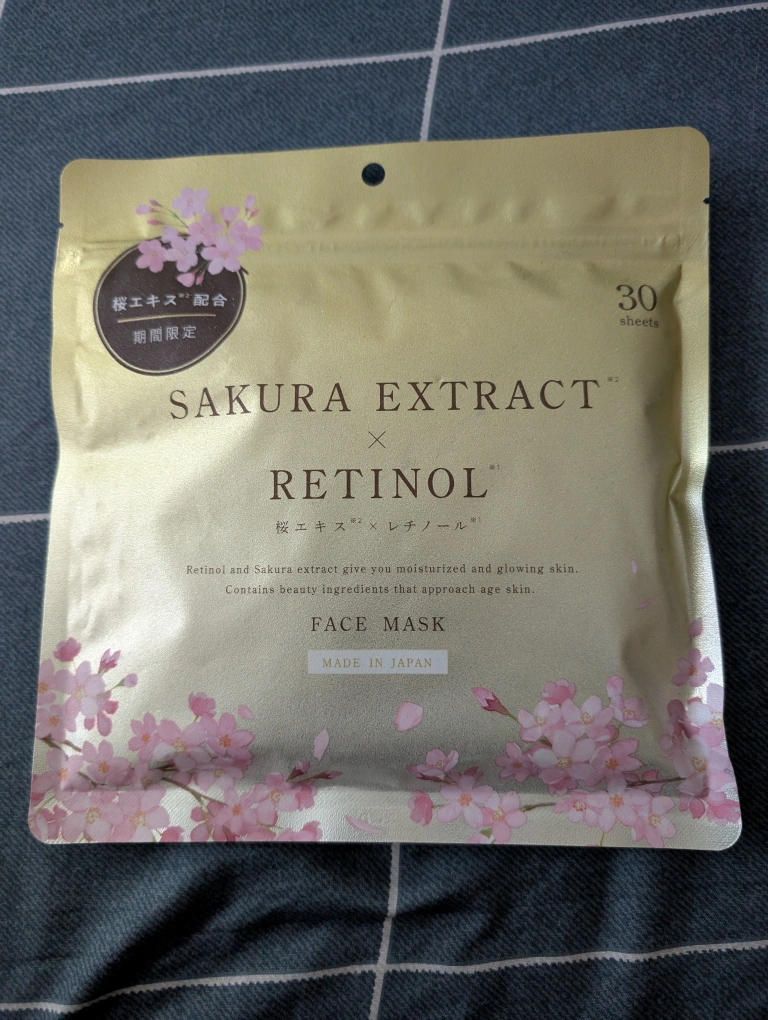 桜エキス※2配合
期間限定
30
sheets
SAKURA EXTRACT※2
×
RETINOL※1
桜エキス※2×レチノール※1
Retinol and Sakura extract give you moisturized and glowing skin.
Contains beauty ingredients that approach age skin.
FACE MASK
MADE IN JAPAN